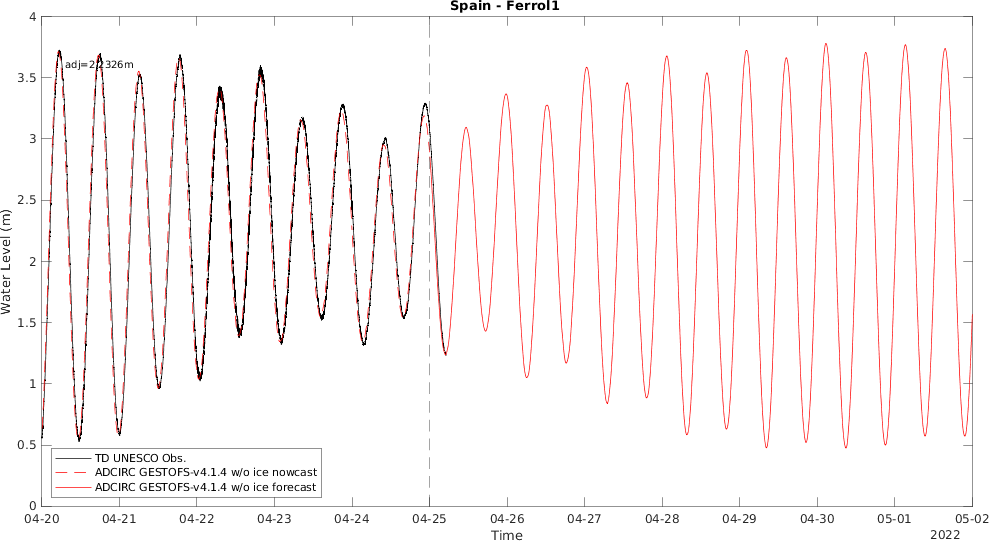 Spain - Ferrol1
adj=2.2326m
Water Level (m)
4
3.5
3
2.5
2
1.5
1
0.5
0
TD UNESCO Obs.
ADCIRC GESTOFS-v4.1.4 w/o ice nowcast
ADCIRC GESTOFS-v4.1.4 w/o ice forecast
04-20 04-21 04-22 04-23 04-24 04-25 04-26 04-27 04-28 04-29 04-30 05-01 05-02
Time
2022